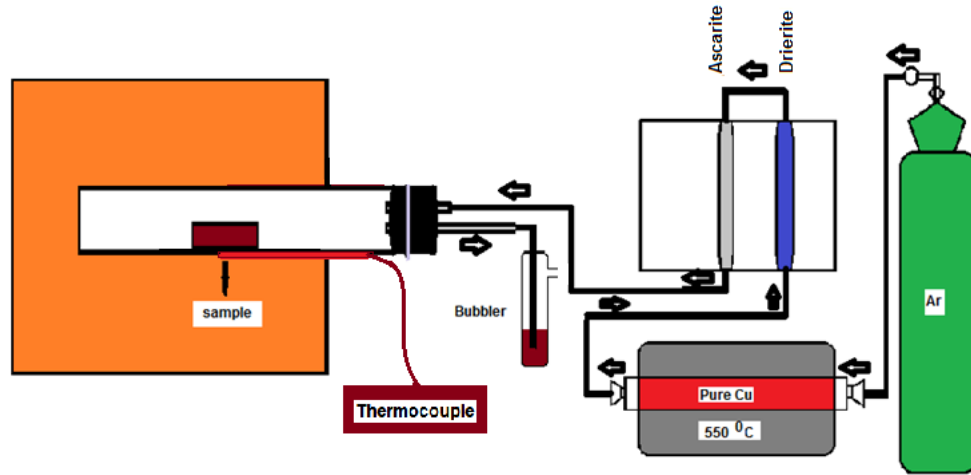 Ascarite
Drierite
sample
Bubbler
Ar
Pure Cu
550 ⁰C
Thermocouple